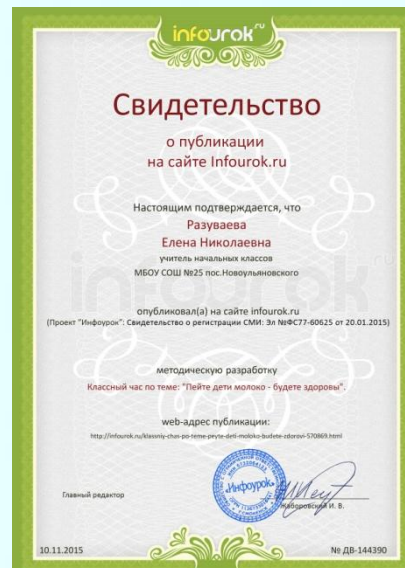 infourok.ru
Свидетельство
о публикации
на сайте Infourok.ru
Настоящим подтверждается, что
Разуваева
Елена Николаевна
учитель начальных классов
МБОУ СОШ №25 пос.Новоульяновского
опубликовал(а) на сайте infourok.ru
(Проект "Инфоурок": Свидетельство о регистрации СМИ: Эл №ФС77-60625 от 20.01.2015)
методическую разработку
Классный час по теме: "Пейте дети молоко - будете здоровы".
web-адрес публикации:
http://infourok.ru/klassniy-chas-po-teme-peyte-deti-moloko-budete-zdorovi-570869.html
«Инфоурок»
Главный редактор
Жаборовский И. В.
10.11.2015
№ ДВ-144390